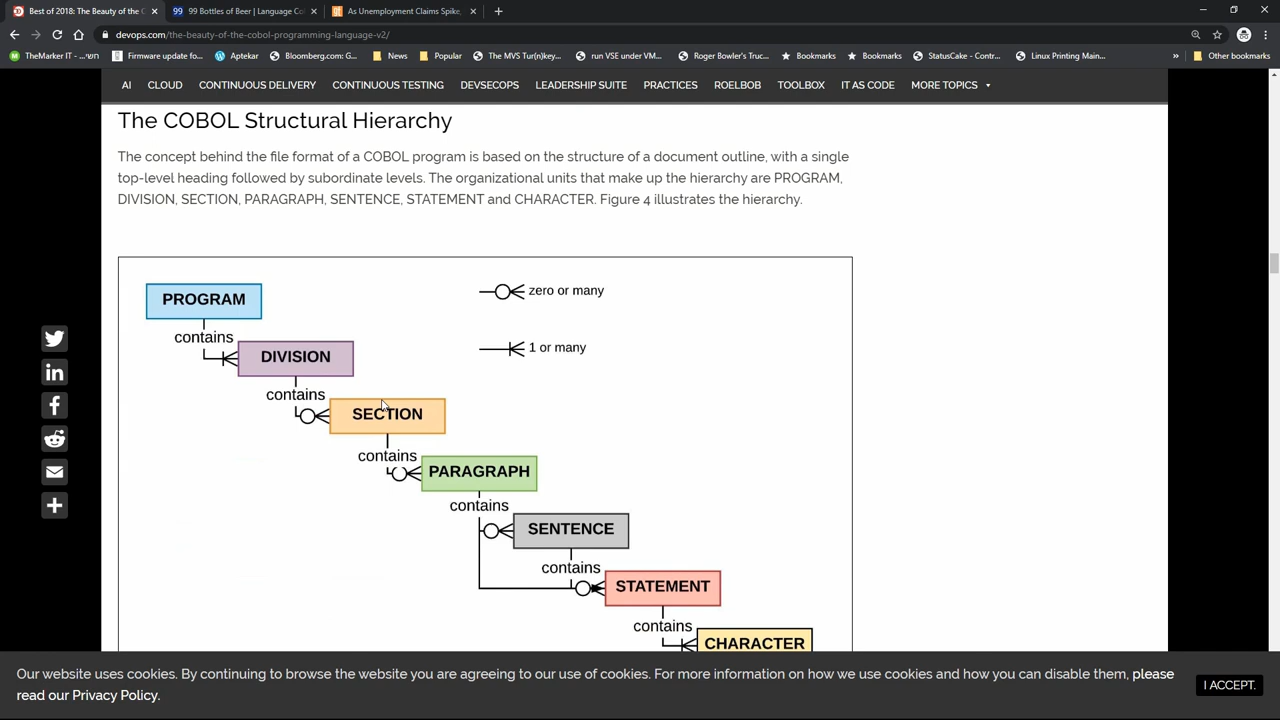 Best of 2018: The Beauty of the C
99 Bottles of Beer | Language Co
As Unemployment Claims Spike,
devops.com/the-beauty-of-the-cobol-programming-language-v2/
TheMarker IT - ...חשי
Firmware update fo...
Aptekar
Bloomberg.com: G...
News
Popular
The MVS Tur(n)key...
run VSE under VM...
Roger Bowler's Truc...
Bookmarks
Bookmarks
StatusCake - Contr...
Linux Printing Main...
»
Other bookmarks
AI CLOUD CONTINUOUS DELIVERY CONTINUOUS TESTING DEVSECOPS LEADERSHIP SUITE PRACTICES ROELBOB TOOLBOX IT AS CODE MORE TOPICS
The COBOL Structural Hierarchy
The concept behind the file format of a COBOL program is based on the structure of a document outline, with a single
top-level heading followed by subordinate levels. The organizational units that make up the hierarchy are PROGRAM,
DIVISION, SECTION, PARAGRAPH, SENTENCE, STATEMENT and CHARACTER. Figure 4 illustrates the hierarchy.
zero or many
PROGRAM
contains
1 or many
DIVISION
contains
SECTION
contains
PARAGRAPH
contains
SENTENCE
contains
STATEMENT
contains
CHARACTER
Our website uses cookies. By continuing to browse the website you are agreeing to our use of cookies. For more information on how we use cookies and how you can disable them, please
read our Privacy Policy.
I ACCEPT.